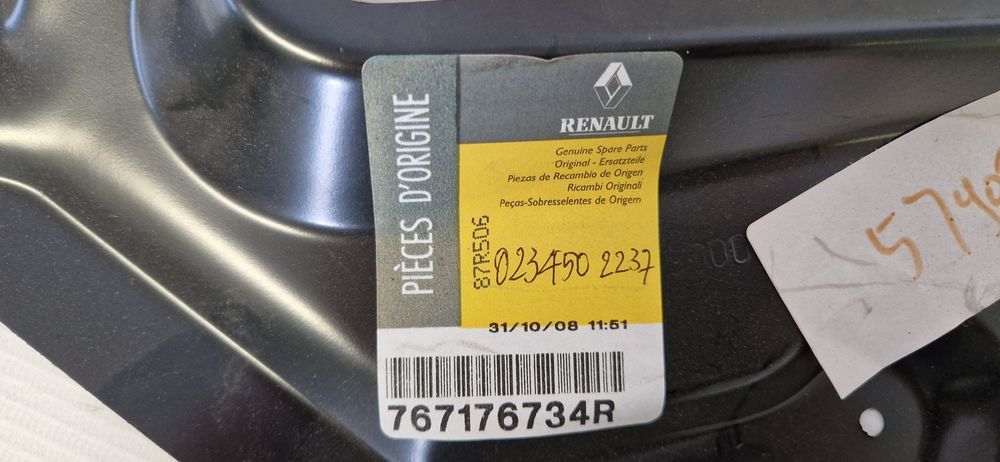 PIÈCES D'ORIGINE
RENAULT
Genuine Spare Parts
Original - Ersatzteile
Piezas de Recambio de Origen
Ricambi Originali
Peças-Sobresselentes de Origem
87R506
0234502237
31/10/08 11:51
767176734R